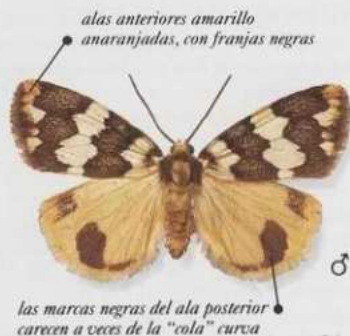 alas anteriores amarillo
anaranjadas, con franjas negras
♂
las marcas negras del ala posterior
carecen a veces de la "cola" curva